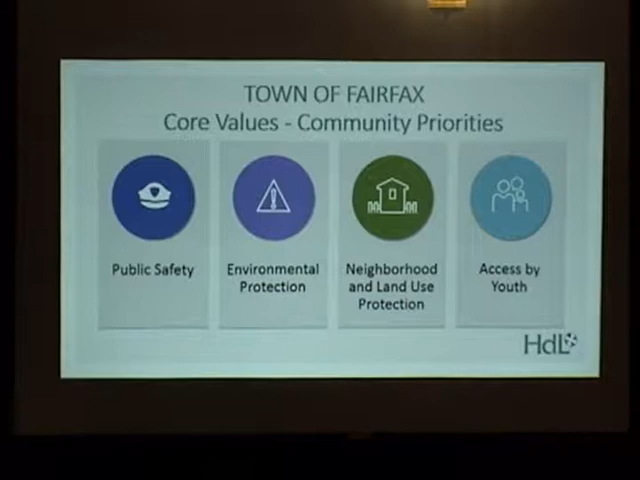 TOWN OF FAIRFAX
Core Values - Community Priorities
Public Safety
Environmental
Protection
Neighborhood
and Land Use
Protection
Access by
Youth
HdL